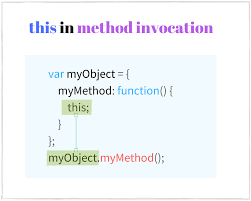 this in method invocation
var myObject = {
myMethod: function() {
this;
}
};
myObject.myMethod();